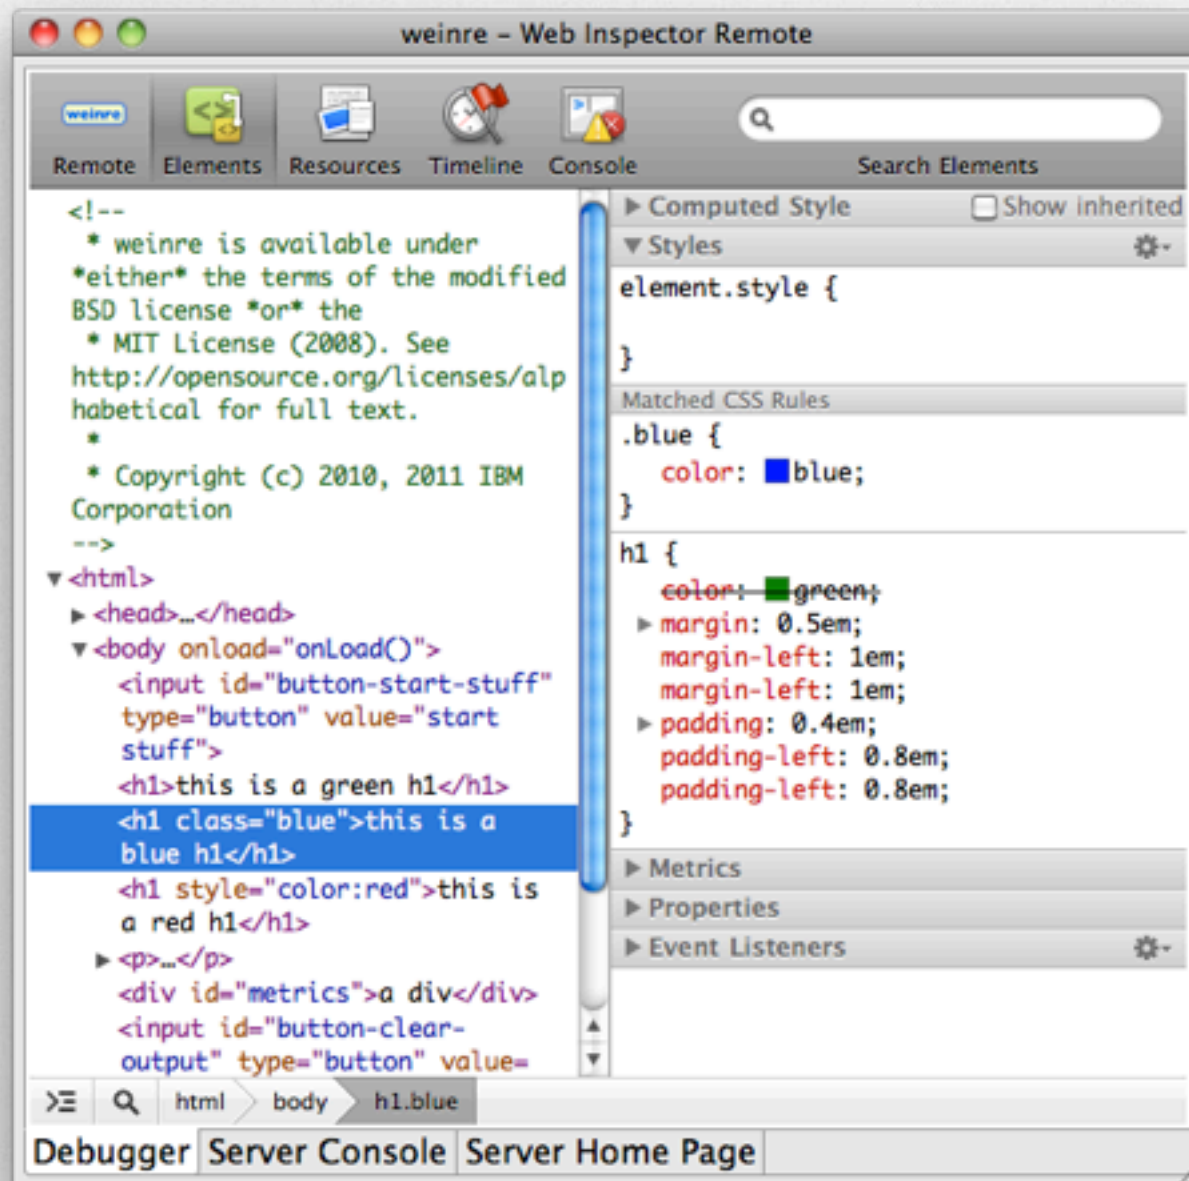 weinre – Web Inspector Remote
weinre
Remote Elements Resources Timeline Console Search Elements
<!--
* weinre is available under
*either* the terms of the modified
BSD license *or* the
* MIT License (2008). See
http://opensource.org/licenses/alp
habetical for full text.
*
* Copyright (c) 2010, 2011 IBM
Corporation
-->
▼<html>
▶<head>…</head>
▼<body onload="onLoad()">
<input id="button-start-stuff"
type="button" value="start
stuff">
<h1>this is a green h1</h1>
<h1 class="blue">this is a
blue h1</h1>
<h1 style="color:red">this is
a red h1</h1>
▶<p>…</p>
<div id="metrics">a div</div>
<input id="button-clear-
output" type="button" value=
▶ Computed Style Show inherited
▼ Styles
element.style {
}
Matched CSS Rules
.blue {
color: blue;
}
h1 {
color: green;
▶ margin: 0.5em;
margin-left: 1em;
margin-left: 1em;
▶ padding: 0.4em;
padding-left: 0.8em;
padding-left: 0.8em;
}
▶ Metrics
▶ Properties
▶ Event Listeners
html body h1.blue
Debugger Server Console Server Home Page